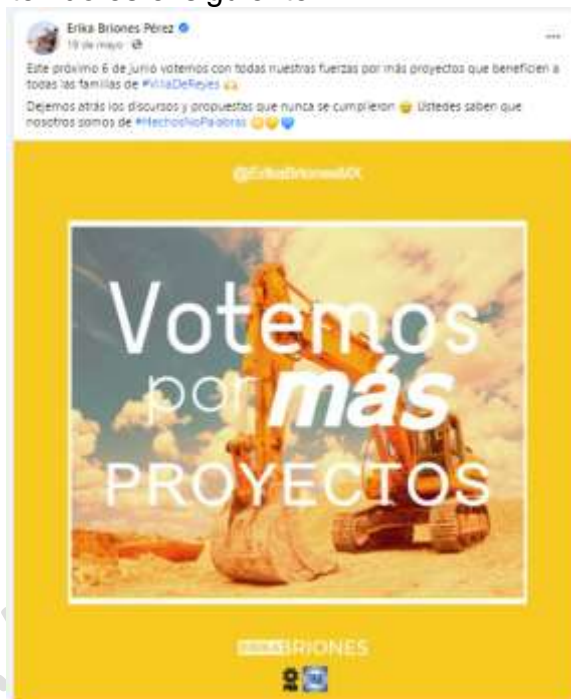 Erika Briones Pérez
19 de mayo
Este próximo 6 de junio votemos con todas nuestras fuerzas por más proyectos que beneficien a
todas las familias de #VillaDeReyes
Dejemos atrás los discursos y propuestas que nunca se cumplieron Ustedes saben que
nosotros somos de #HechosNoPalabras
@ErikaBrionesMX
Votemos
por más
PROYECTOS
ERIKABRIONES
PRD